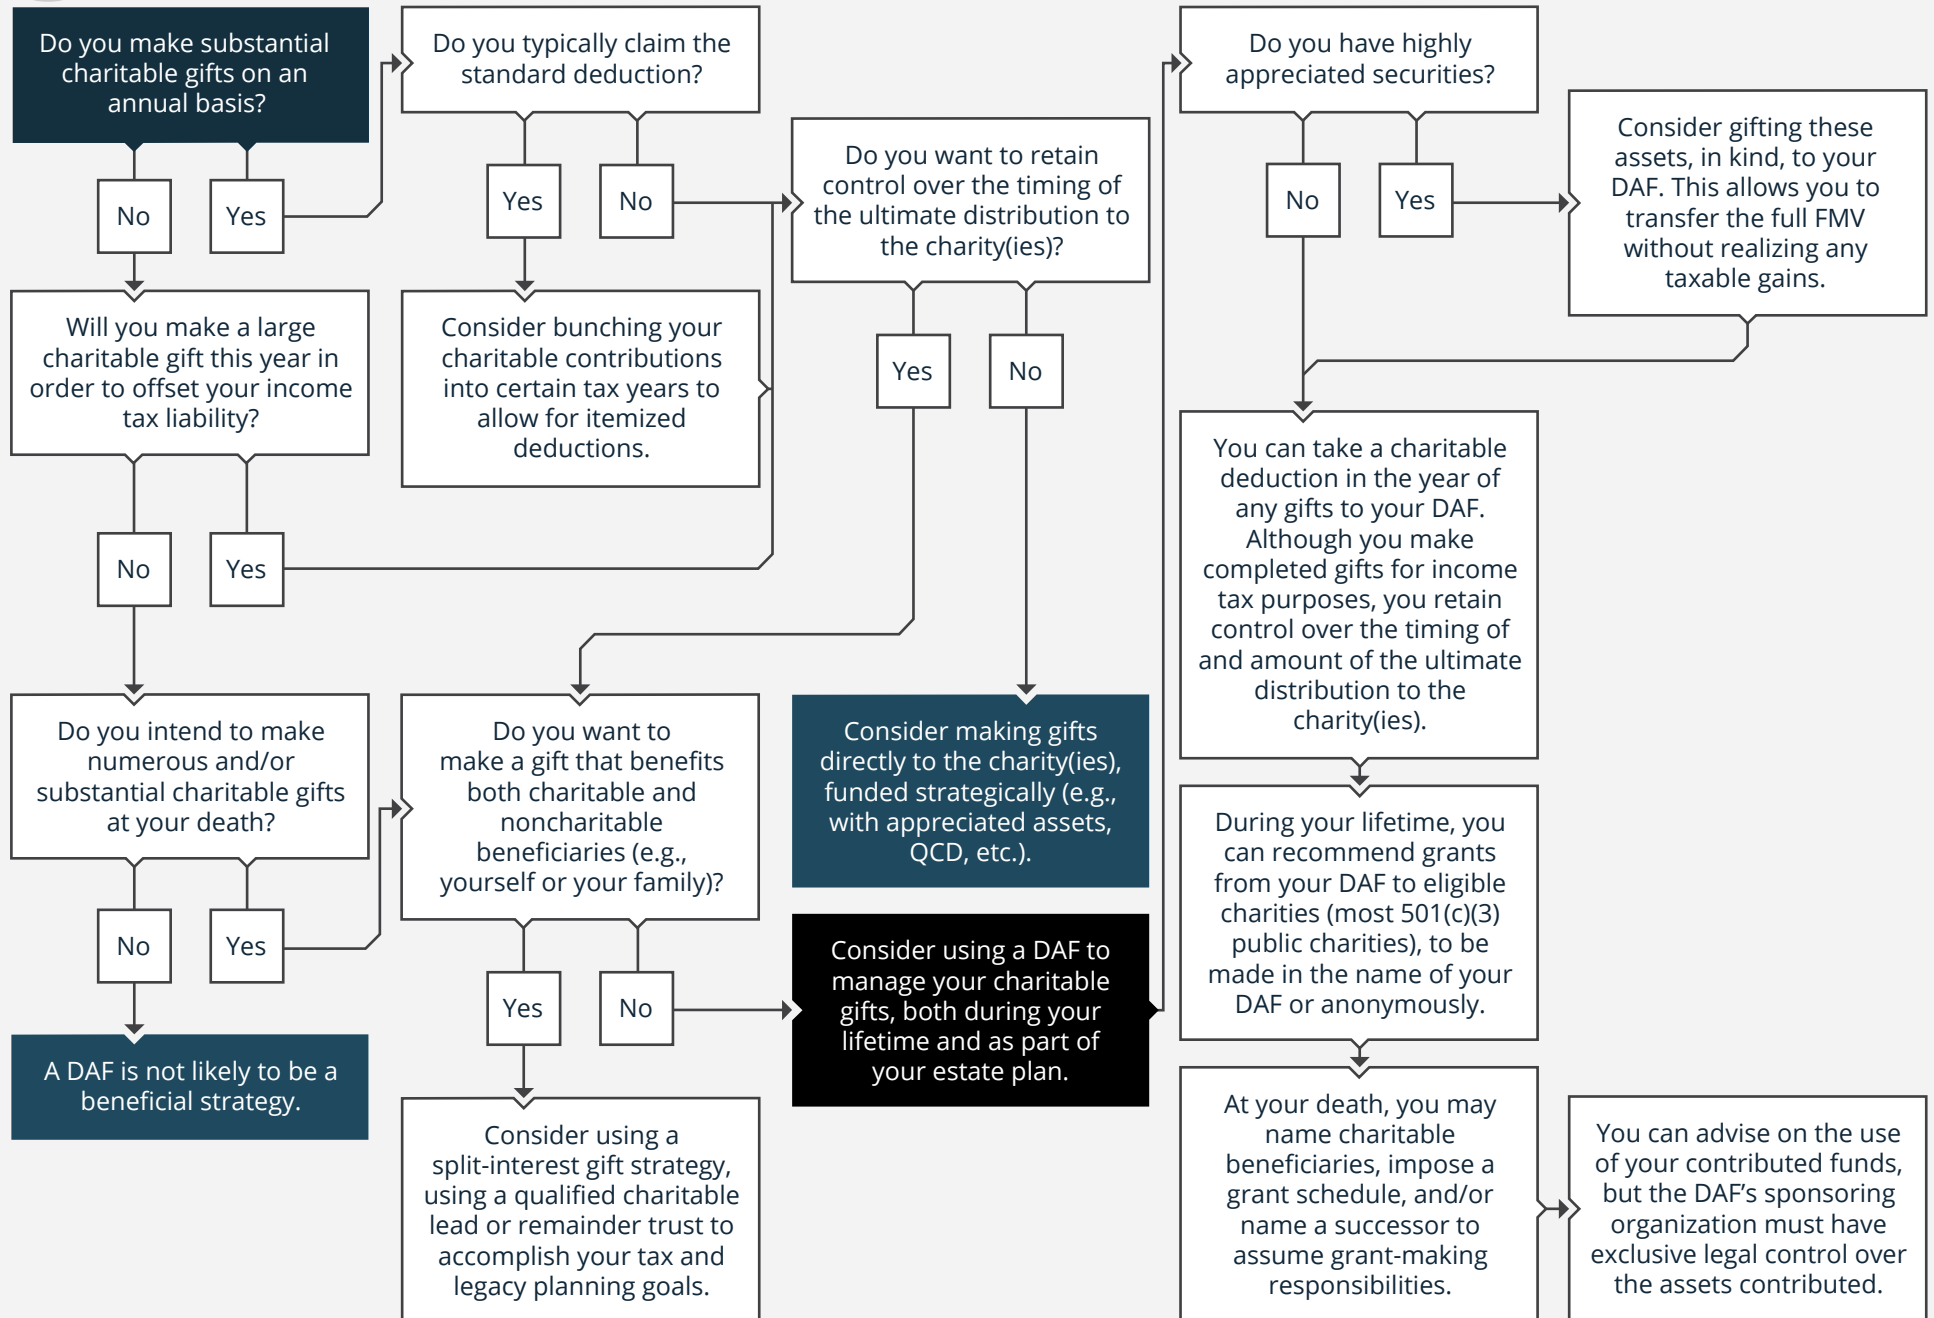 Do you make substantial
charitable gifts on an
annual basis?
No
Yes
Will you make a large
charitable gift this year in
order to offset your income
tax liability?
No
Yes
Do you intend to make
numerous and/or
substantial charitable gifts
at your death?
No
Yes
A DAF is not likely to be a
beneficial strategy.
Do you typically claim the
standard deduction?
Yes
No
Consider bunching your
charitable contributions
into certain tax years to
allow for itemized
deductions.
Do you want to retain
control over the timing of
the ultimate distribution to
the charity(ies)?
Yes
No
Do you want to
make a gift that benefits
both charitable and
noncharitable
beneficiaries (e.g.,
yourself or your family)?
Yes
No
Consider using a
split-interest gift strategy,
using a qualified charitable
lead or remainder trust to
accomplish your tax and
legacy planning goals.
Consider making gifts
directly to the charity(ies),
funded strategically (e.g.,
with appreciated assets,
QCD, etc.).
Consider using a DAF to
manage your charitable
gifts, both during your
lifetime and as part of
your estate plan.
Do you have highly
appreciated securities?
No
Yes
Consider gifting these
assets, in kind, to your
DAF. This allows you to
transfer the full FMV
without realizing any
taxable gains.
You can take a charitable
deduction in the year of
any gifts to your DAF.
Although you make
completed gifts for income
tax purposes, you retain
control over the timing of
and amount of the ultimate
distribution to the
charity(ies).
During your lifetime, you
can recommend grants
from your DAF to eligible
charities (most 501(c)(3)
public charities), to be
made in the name of your
DAF or anonymously.
At your death, you may
name charitable
beneficiaries, impose a
grant schedule, and/or
name a successor to
assume grant-making
responsibilities.
You can advise on the use
of your contributed funds,
but the DAF’s sponsoring
organization must have
exclusive legal control over
the assets contributed.